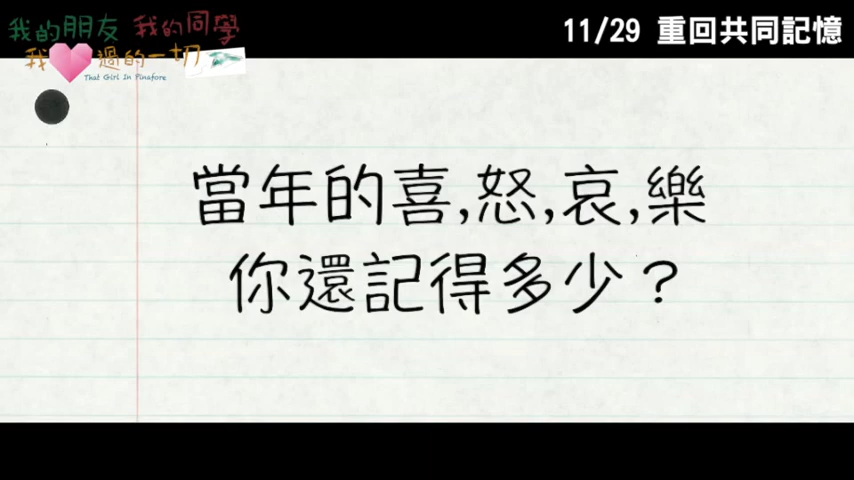 我的朋友 我的同學
我 過的一切
That Girl In Pinafore
11/29 重回共同記憶
當年的喜,怒,哀,樂
你還記得多少？